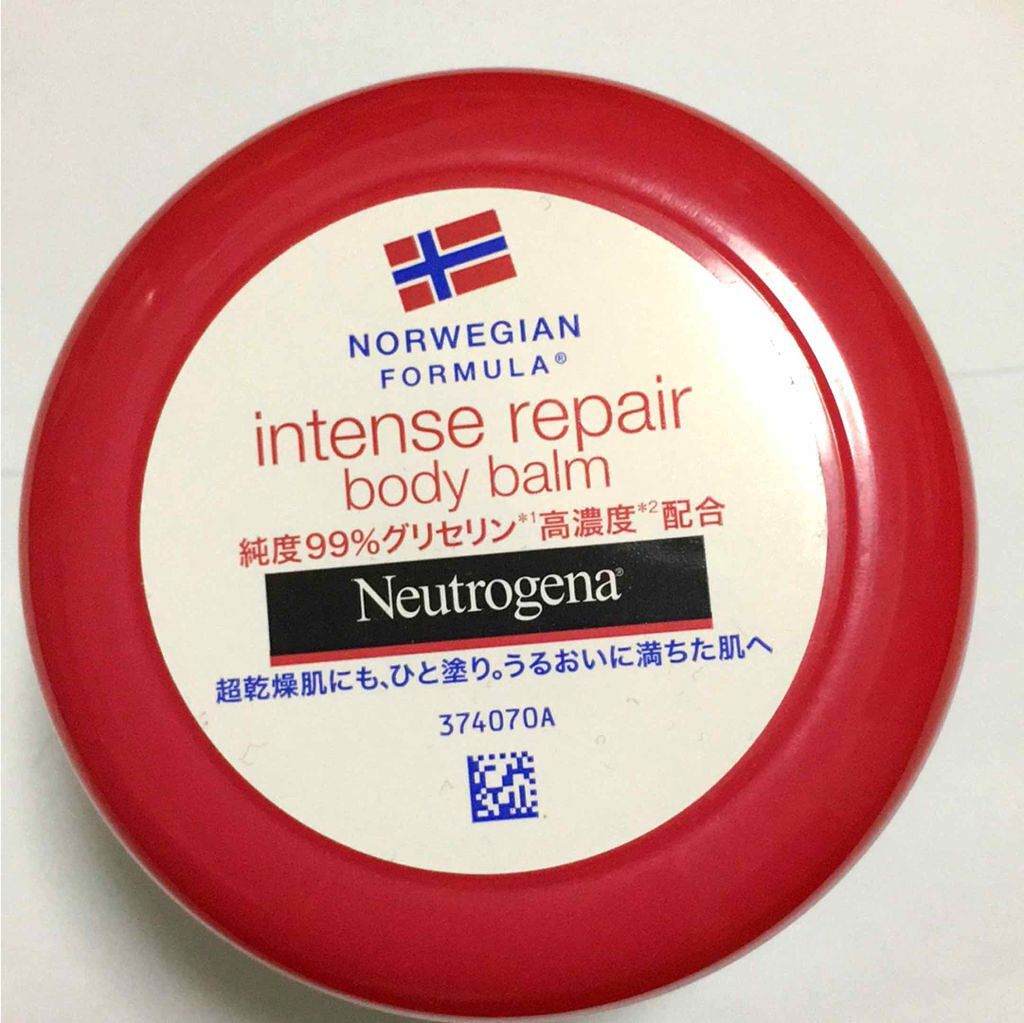 NORWEGIAN
FORMULA®
intense repair
body balm
純度99%グリセリン*1高濃度*2配合
Neutrogena®
超乾燥肌にも、ひと塗り。うるおいに満ちた肌へ
374070A